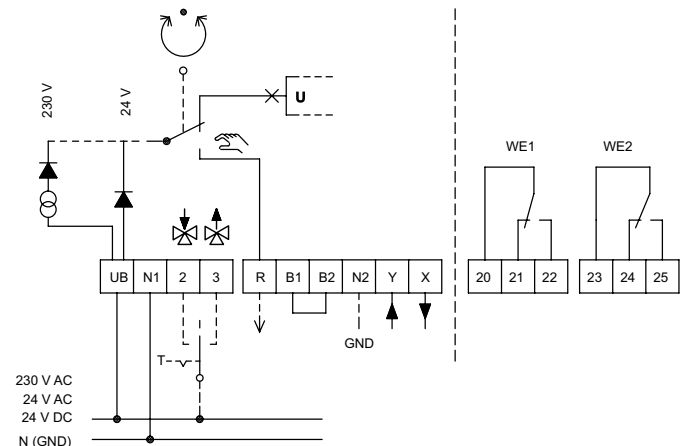 230 V
24 V
U
WE1
WE2
UB N1 2 3
R B1 B2 N2 Y X
20 21 22
23 24 25
GND
T
230 V AC
24 V AC
24 V DC
N (GND)